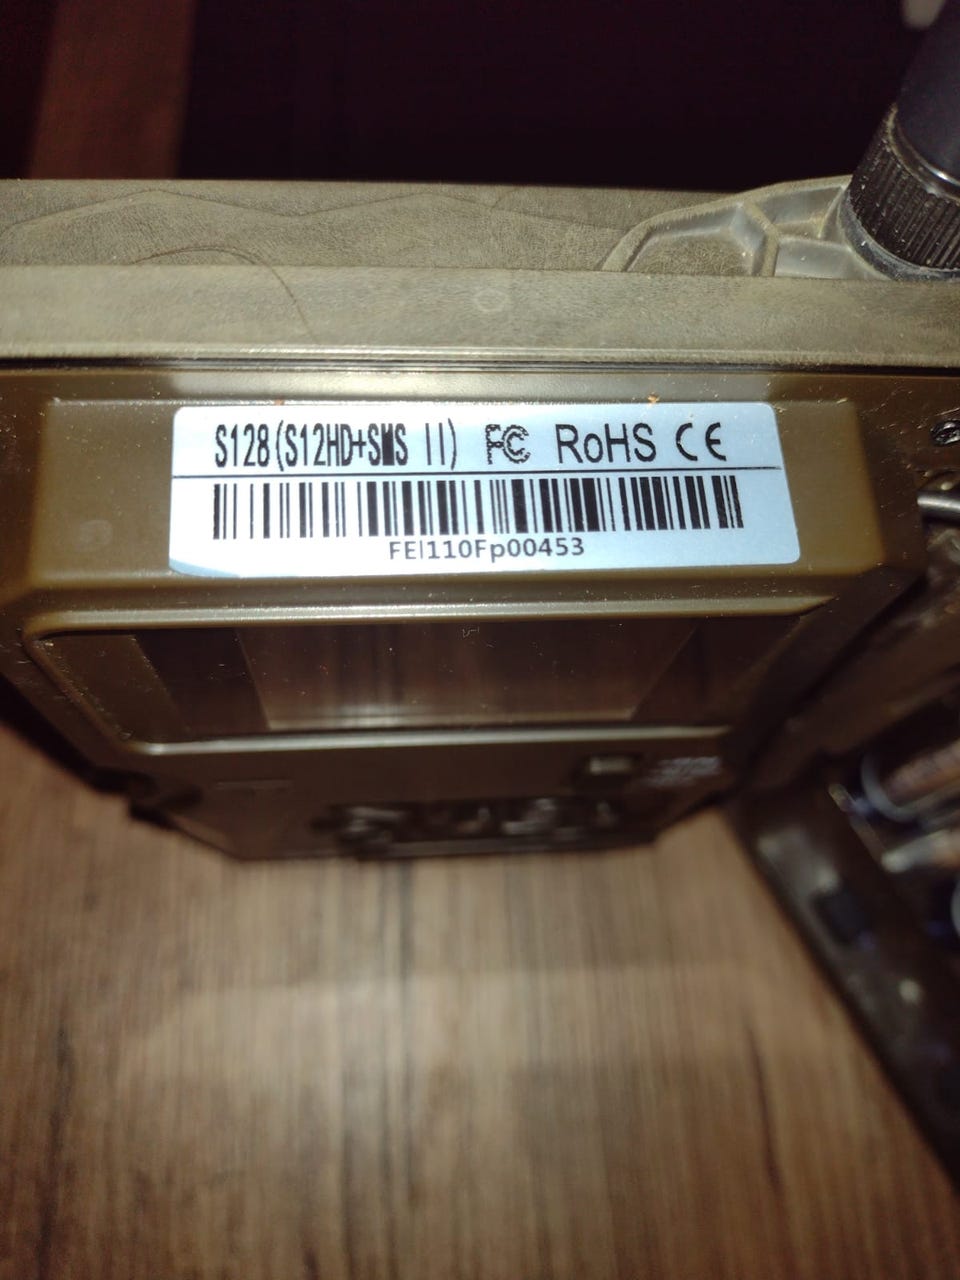 S128(S12HD+SMS II) FC RoHS CE
FEI110Fp00453